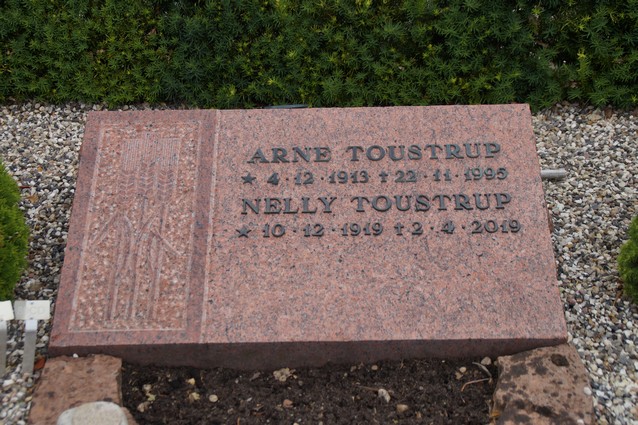 ARNE TOUSTRUP
★ 4·12·1913 † 22·11·1995
NELLY TOUSTRUP
★ 10·12·1919 † 2·4·2019